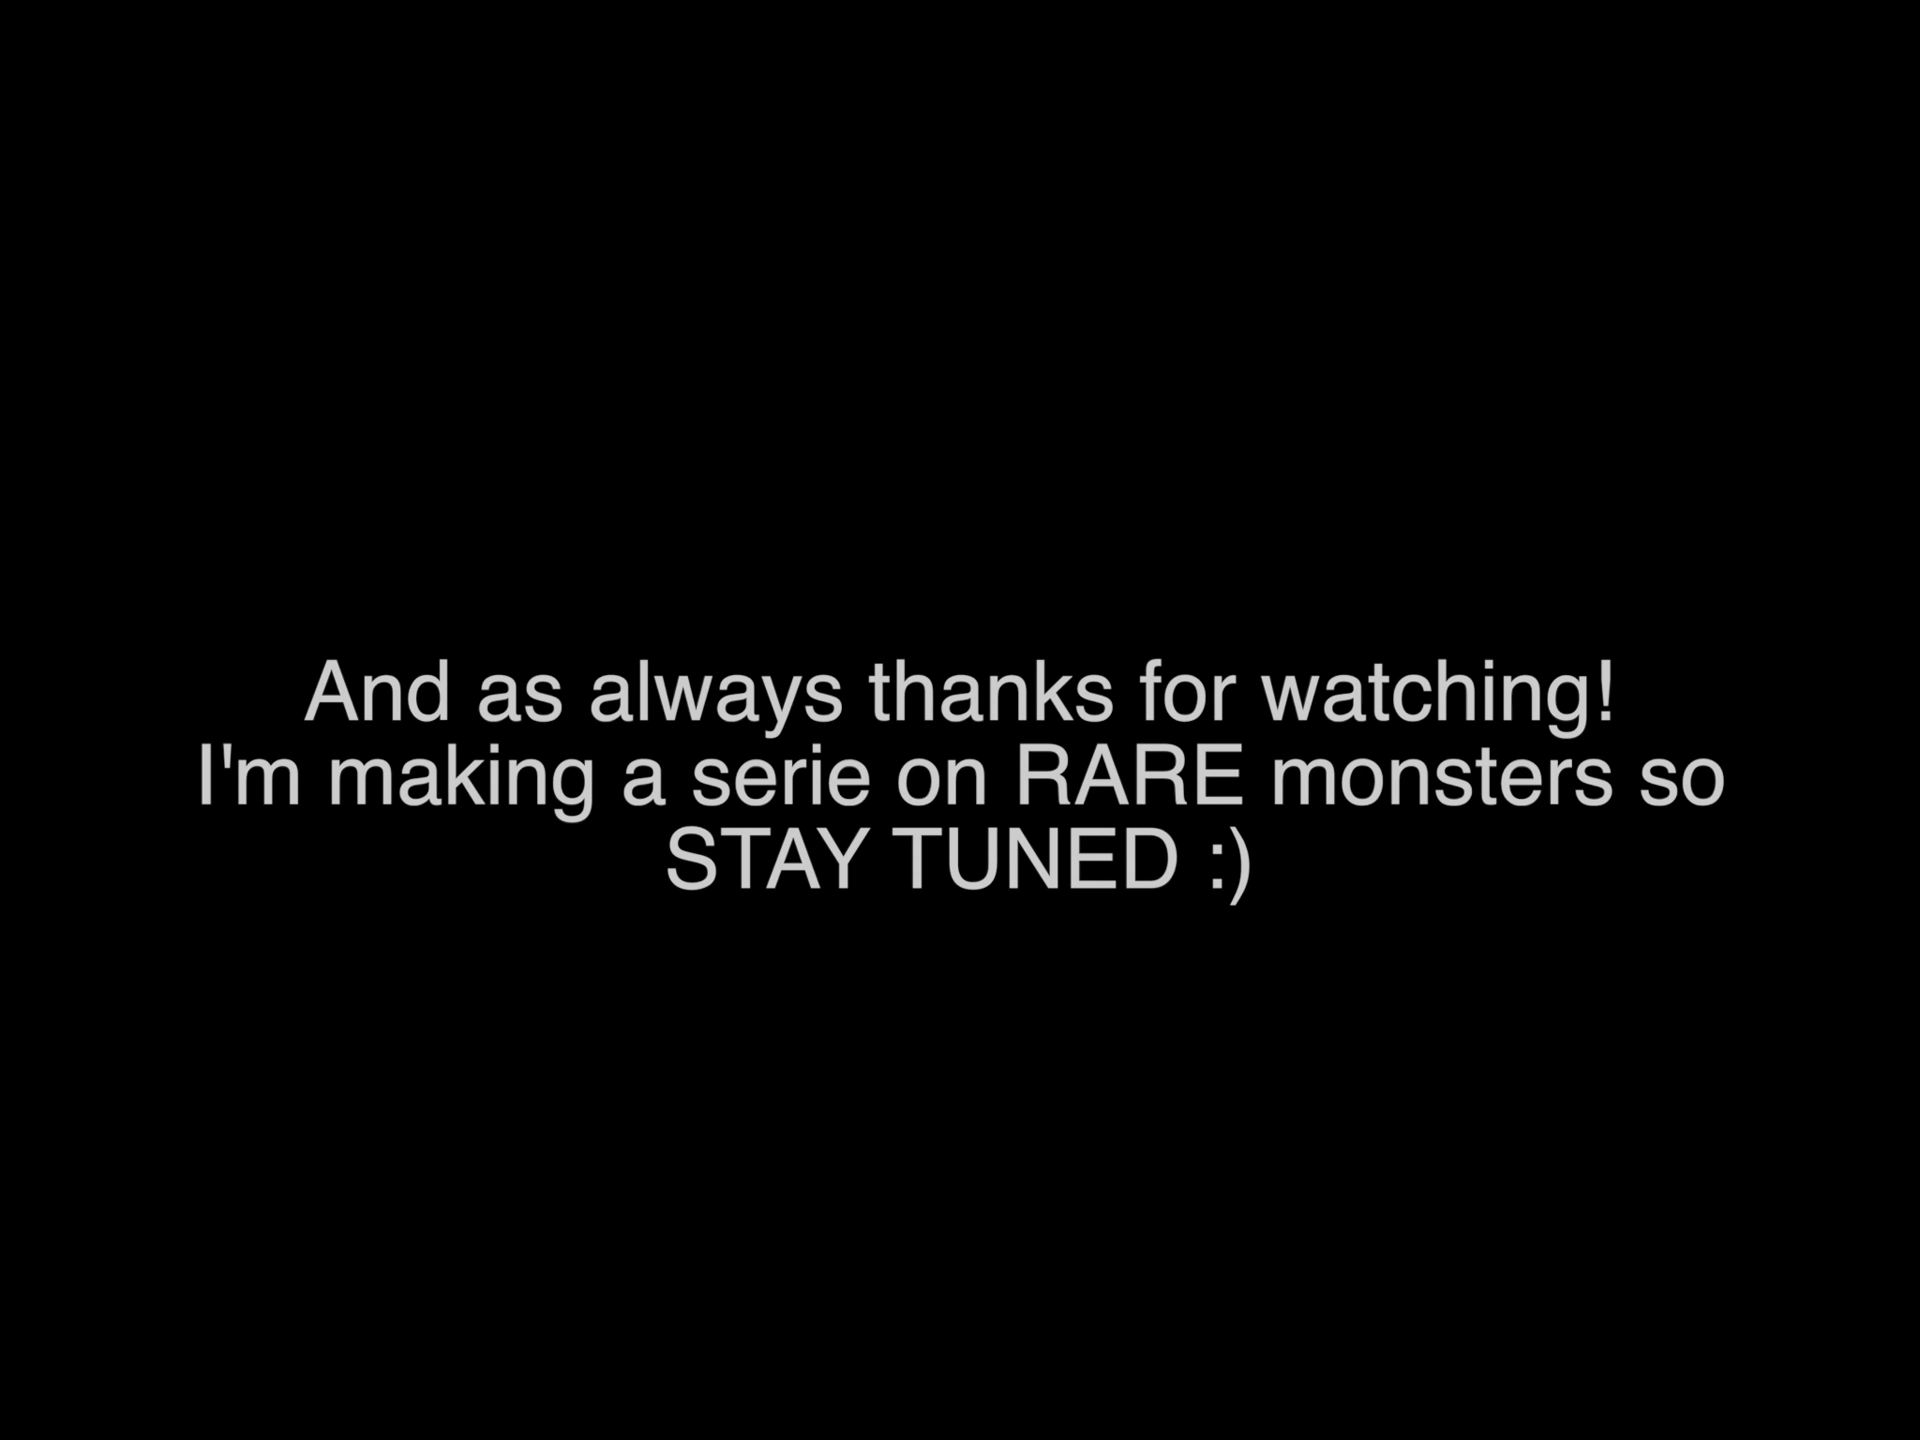 And as always thanks for watching!
I'm making a serie on RARE monsters so
STAY TUNED :)